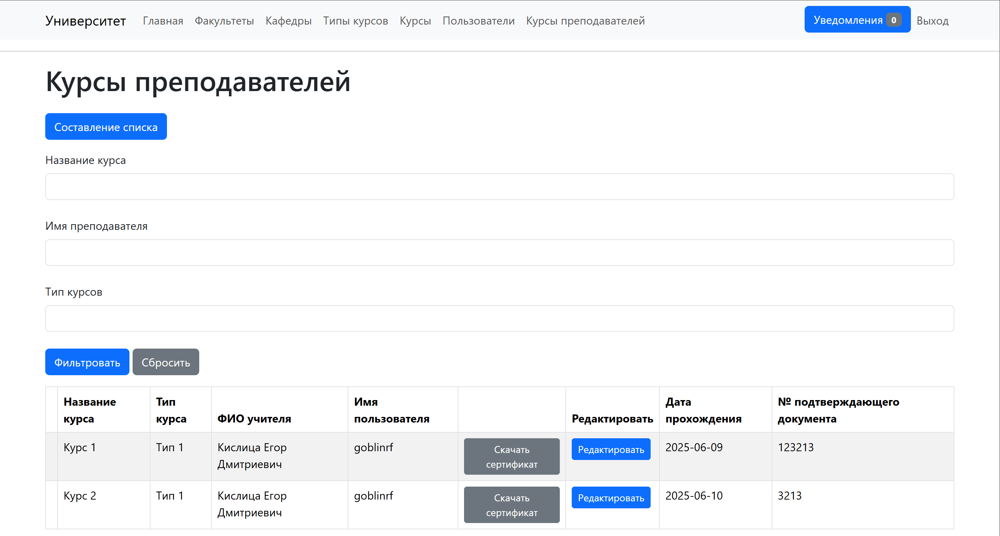 Университет Главная Факультеты Кафедры Типы курсов Курсы Пользователи Курсы преподавателей Уведомления 0 Выход
Курсы преподавателей
Составление списка
Название курса
Имя преподавателя
Тип курсов
Фильтровать Сбросить
Название курса Тип курса ФИО учителя Имя пользователя Редактировать Дата прохождения № подтверждающего документа
Курс 1 Тип 1 Кислица Егор Дмитриевич goblinrf Скачать сертификат Редактировать 2025-06-09 123213
Курс 2 Тип 1 Кислица Егор Дмитриевич goblinrf Скачать сертификат Редактировать 2025-06-10 3213